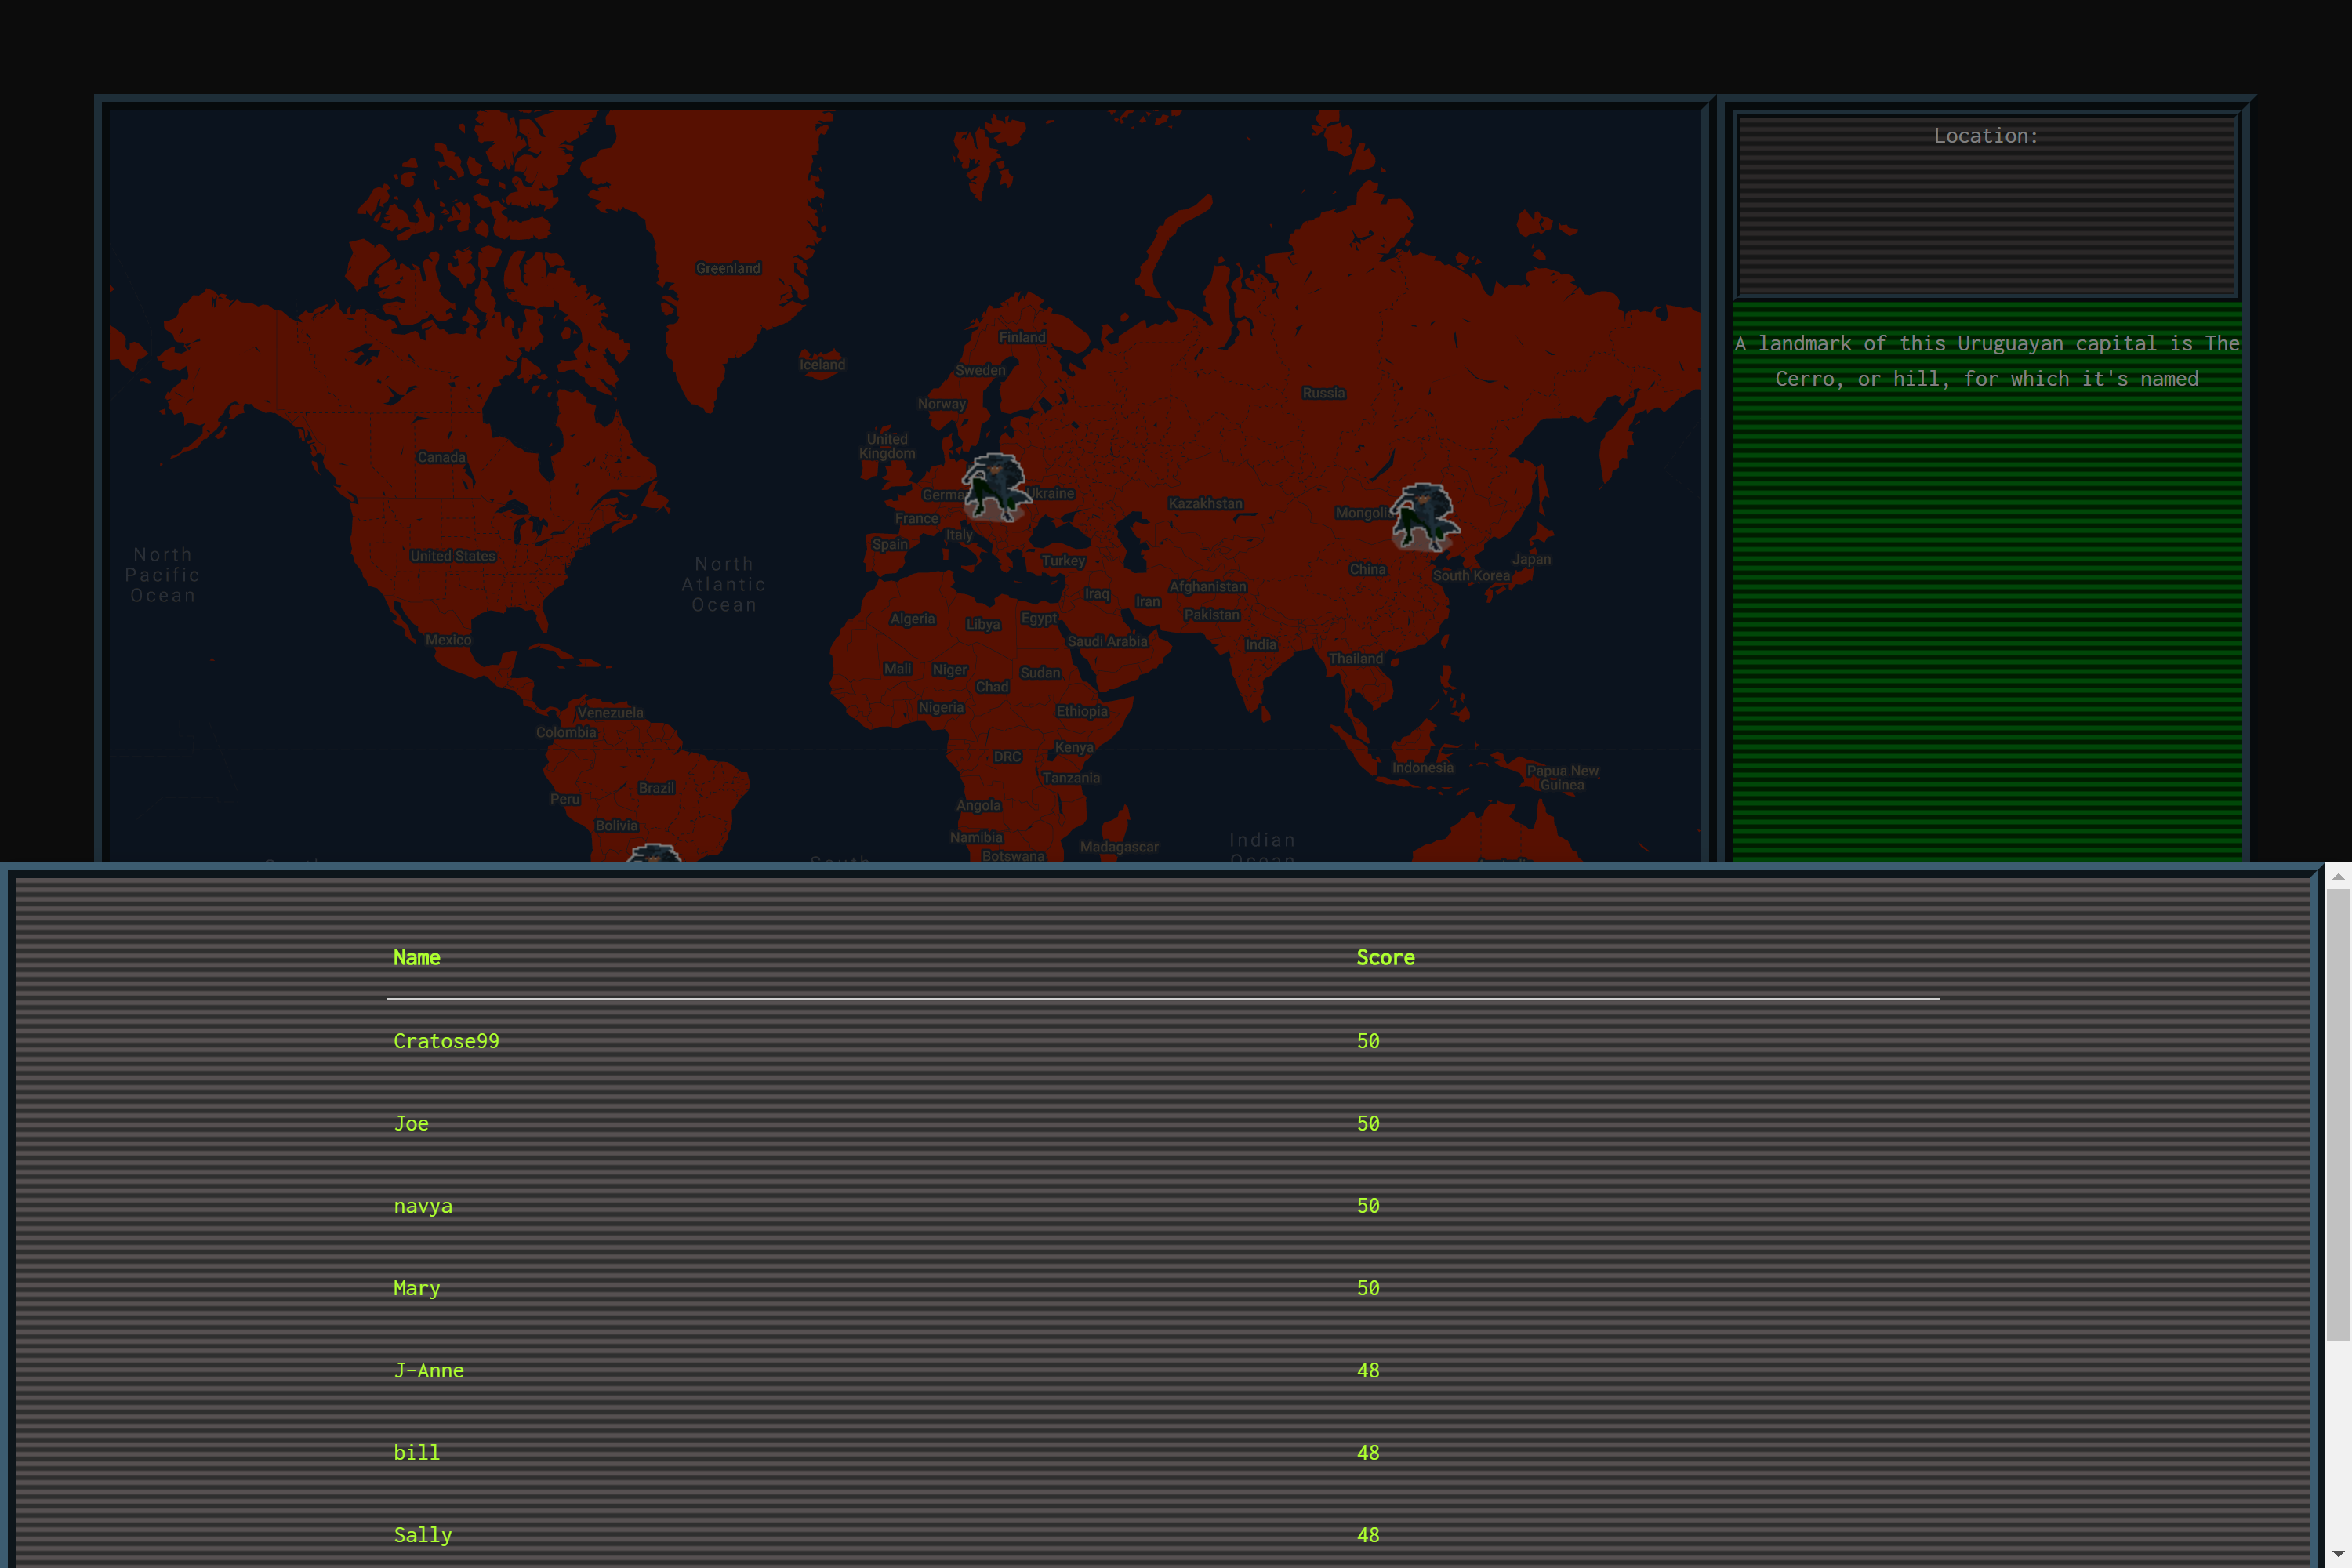 Location:
A landmark of this Uruguayan capital is The
Cerro, or hill, for which it's named
Greenland
Iceland
Finland
Sweden
Norway
Russia
United
Kingdom
Canada
Ukraine
Kazakhstan
France
Italy
Spain
Turkey
China
South Korea
Japan
United States
North
Pacific
Ocean
North
Atlantic
Ocean
Mexico
Iraq
Iran
Afghanistan
Pakistan
Algeria
Libya
Egypt
Saudi Arabia
India
Thailand
Mali
Niger
Chad
Sudan
Nigeria
Ethiopia
Venezuela
Colombia
DRC
Kenya
Tanzania
Indonesia
Papua New
Guinea
Brazil
Peru
Bolivia
Angola
Namibia
Botswana
Madagascar
Indian
Ocean
South
Name Score
Cratose99 50
Joe 50
navya 50
Mary 50
J-Anne 48
bill 48
Sally 48